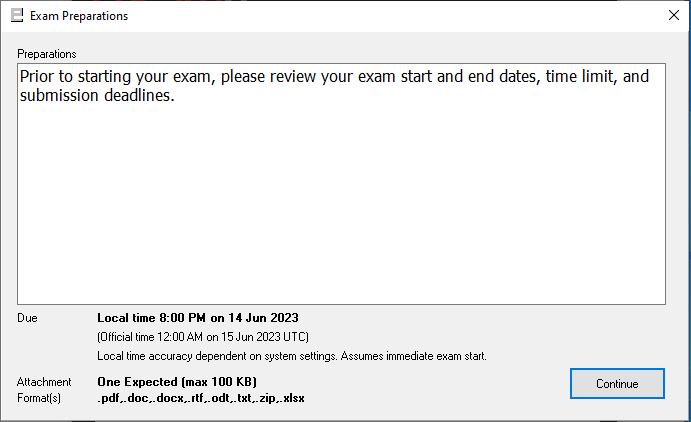 Exam Preparations
Preparations
Prior to starting your exam, please review your exam start and end dates, time limit, and
submission deadlines.
Due Local time 8:00 PM on 14 Jun 2023
(Official time 12:00 AM on 15 Jun 2023 UTC)
Local time accuracy dependent on system settings. Assumes immediate exam start.
Attachment One Expected (max 100 KB)
Format(s) .pdf,.doc,.docx,.rtf,.odt,.txt,.zip,.xlsx
Continue